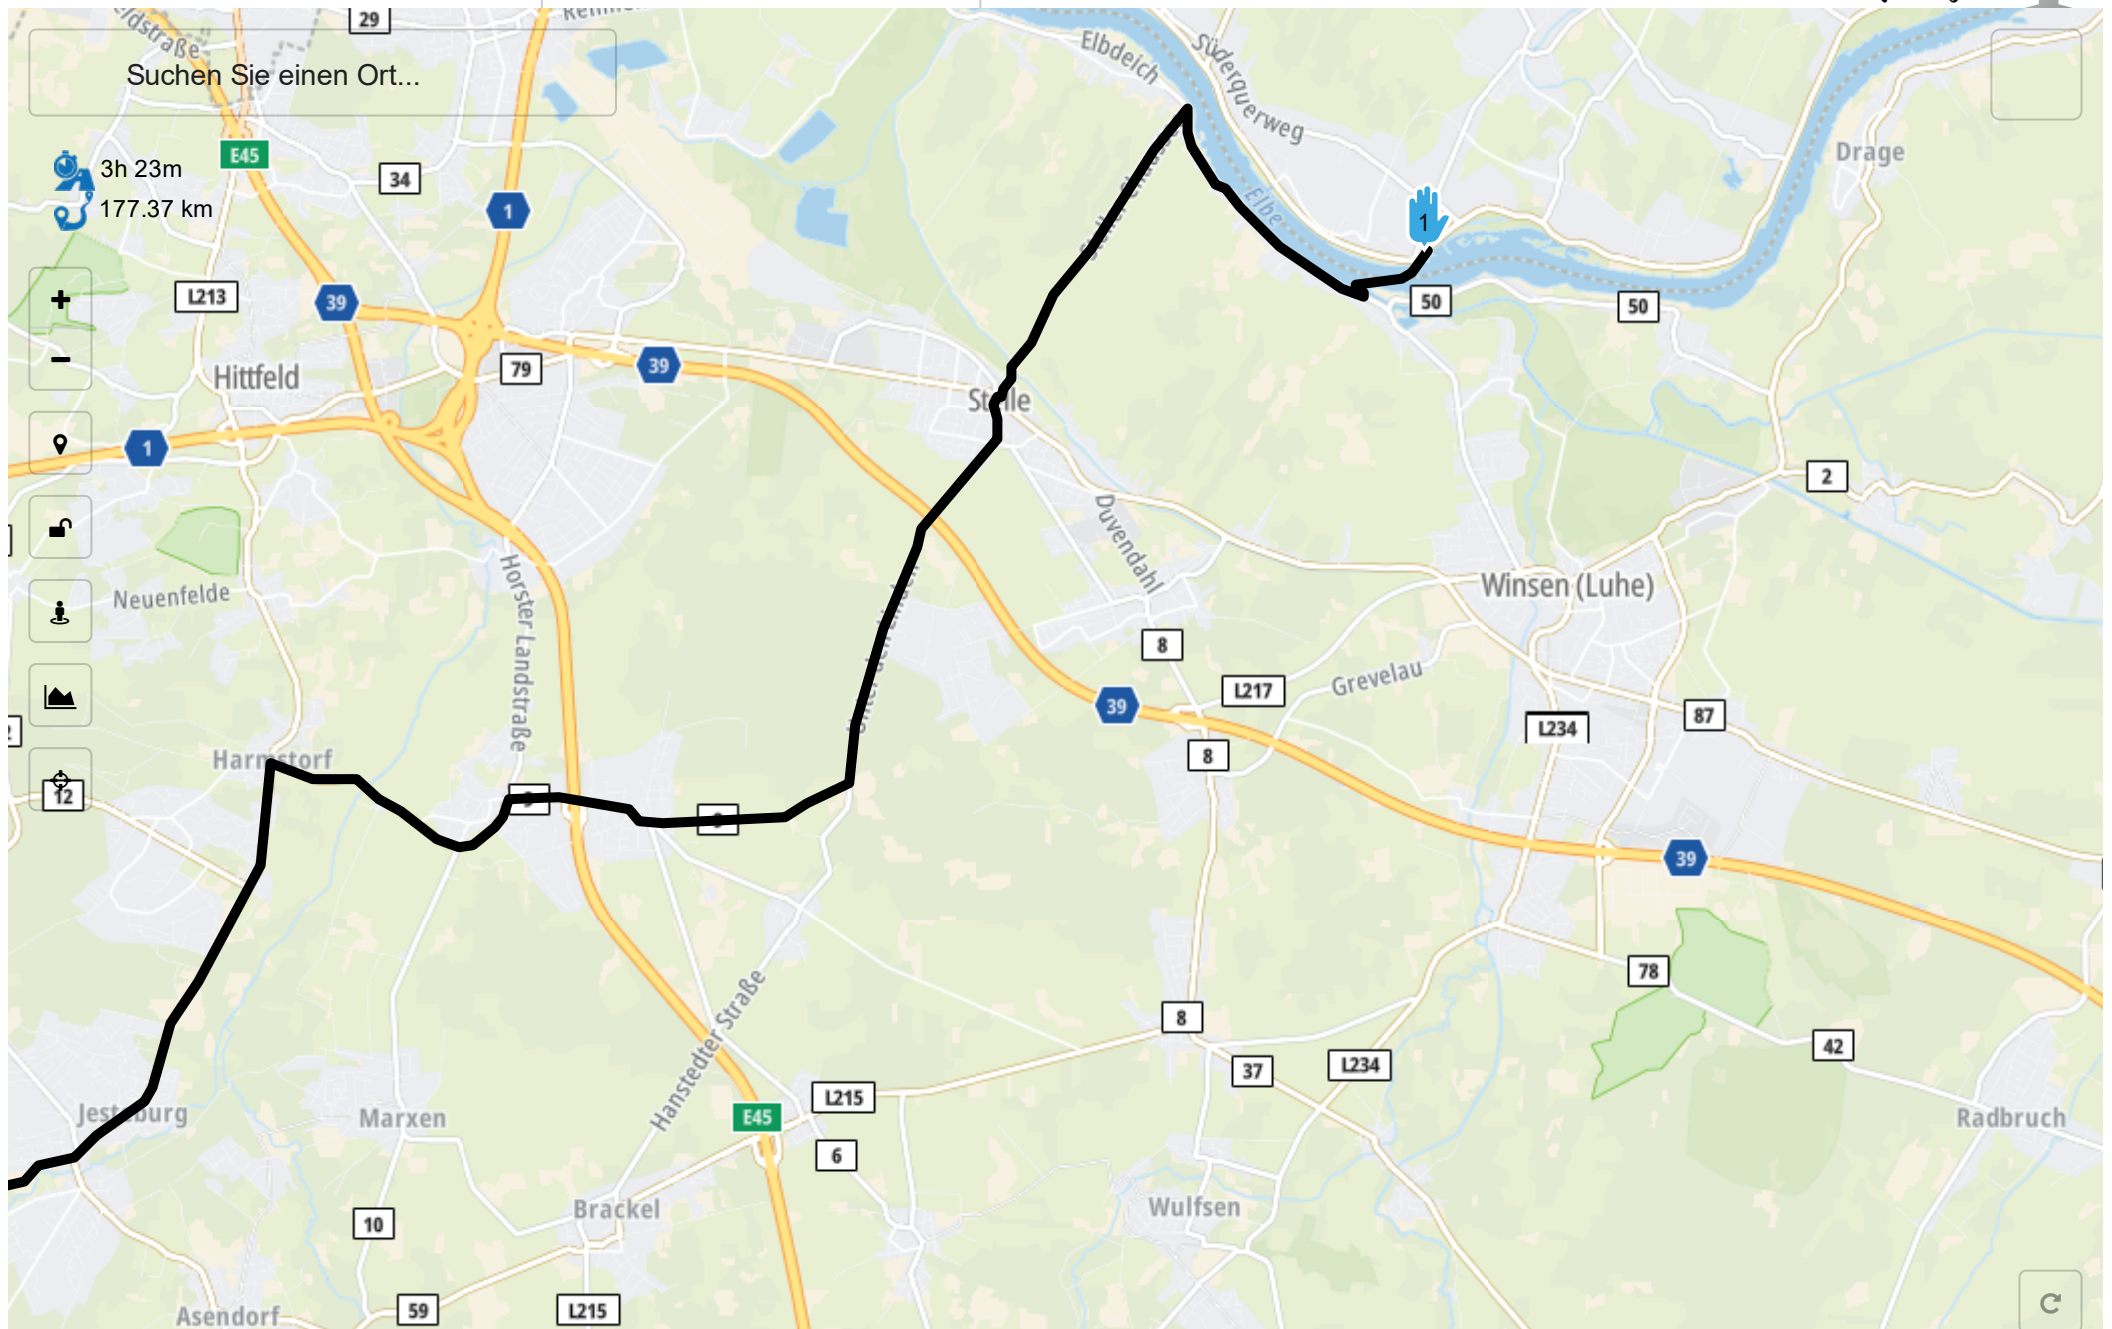 29
Elbdeich
Süderquerweg
Suchen Sie einen Ort...
E45
3h 23m
34
Drage
177.37 km
1
1
Elbe
L213
39
50
50
79
39
Hittfeld
1
2
Duvendahl
Neuenfelde
Horster Landstraße
Winsen (Luhe)
8
L217
Grevelau
39
L234
87
8
Harmstorf
12
39
78
Hanstedter Straße
8
42
37
L234
L215
Jesteburg
Marxen
E45
Radbruch
6
Wulfsen
Brackel
10
59
L215
Asendorf